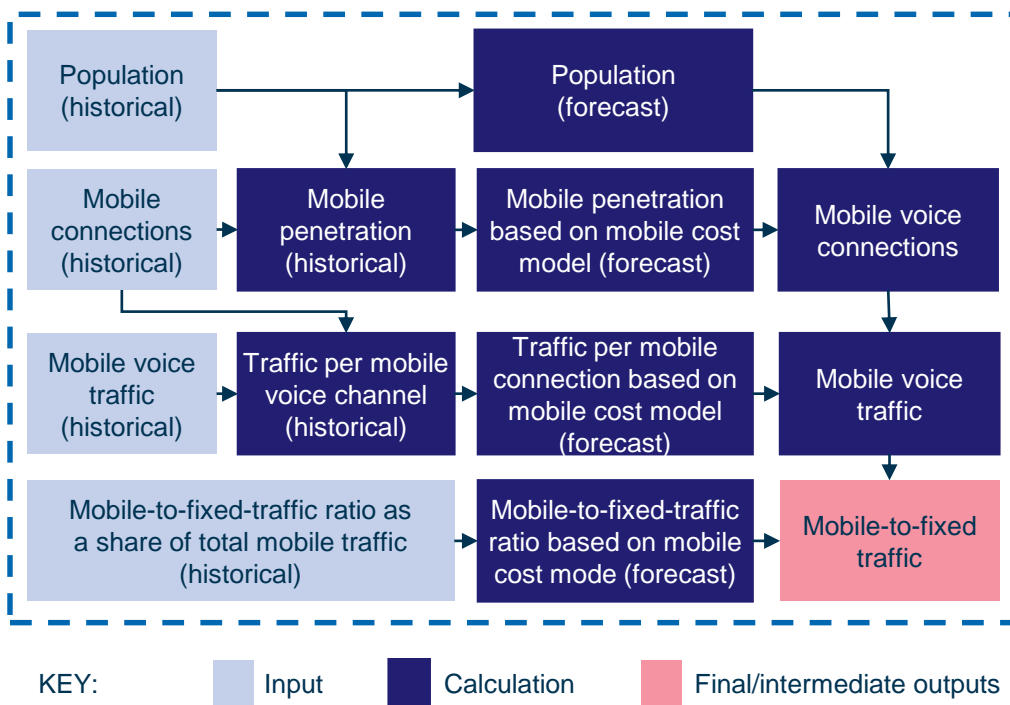 Population
(historical)
Population
(forecast)
Mobile
connections
(historical)
Mobile
penetration
(historical)
Mobile penetration
based on mobile cost
model (forecast)
Mobile voice
connections
Mobile voice
traffic
(historical)
Traffic per mobile
voice channel
(historical)
Traffic per mobile
connection based on
mobile cost model
(forecast)
Mobile voice
traffic
Mobile-to-fixed-traffic ratio as
a share of total mobile traffic
(historical)
Mobile-to-fixed-traffic
ratio based on mobile
cost mode (forecast)
Mobile-to-fixed
traffic
KEY:
Input
Calculation
Final/intermediate outputs